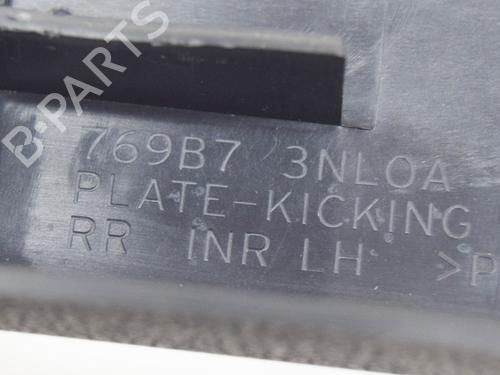 B-PARTS
769B7 3NL0A
PLATE-KICKING
RR INR LH >P